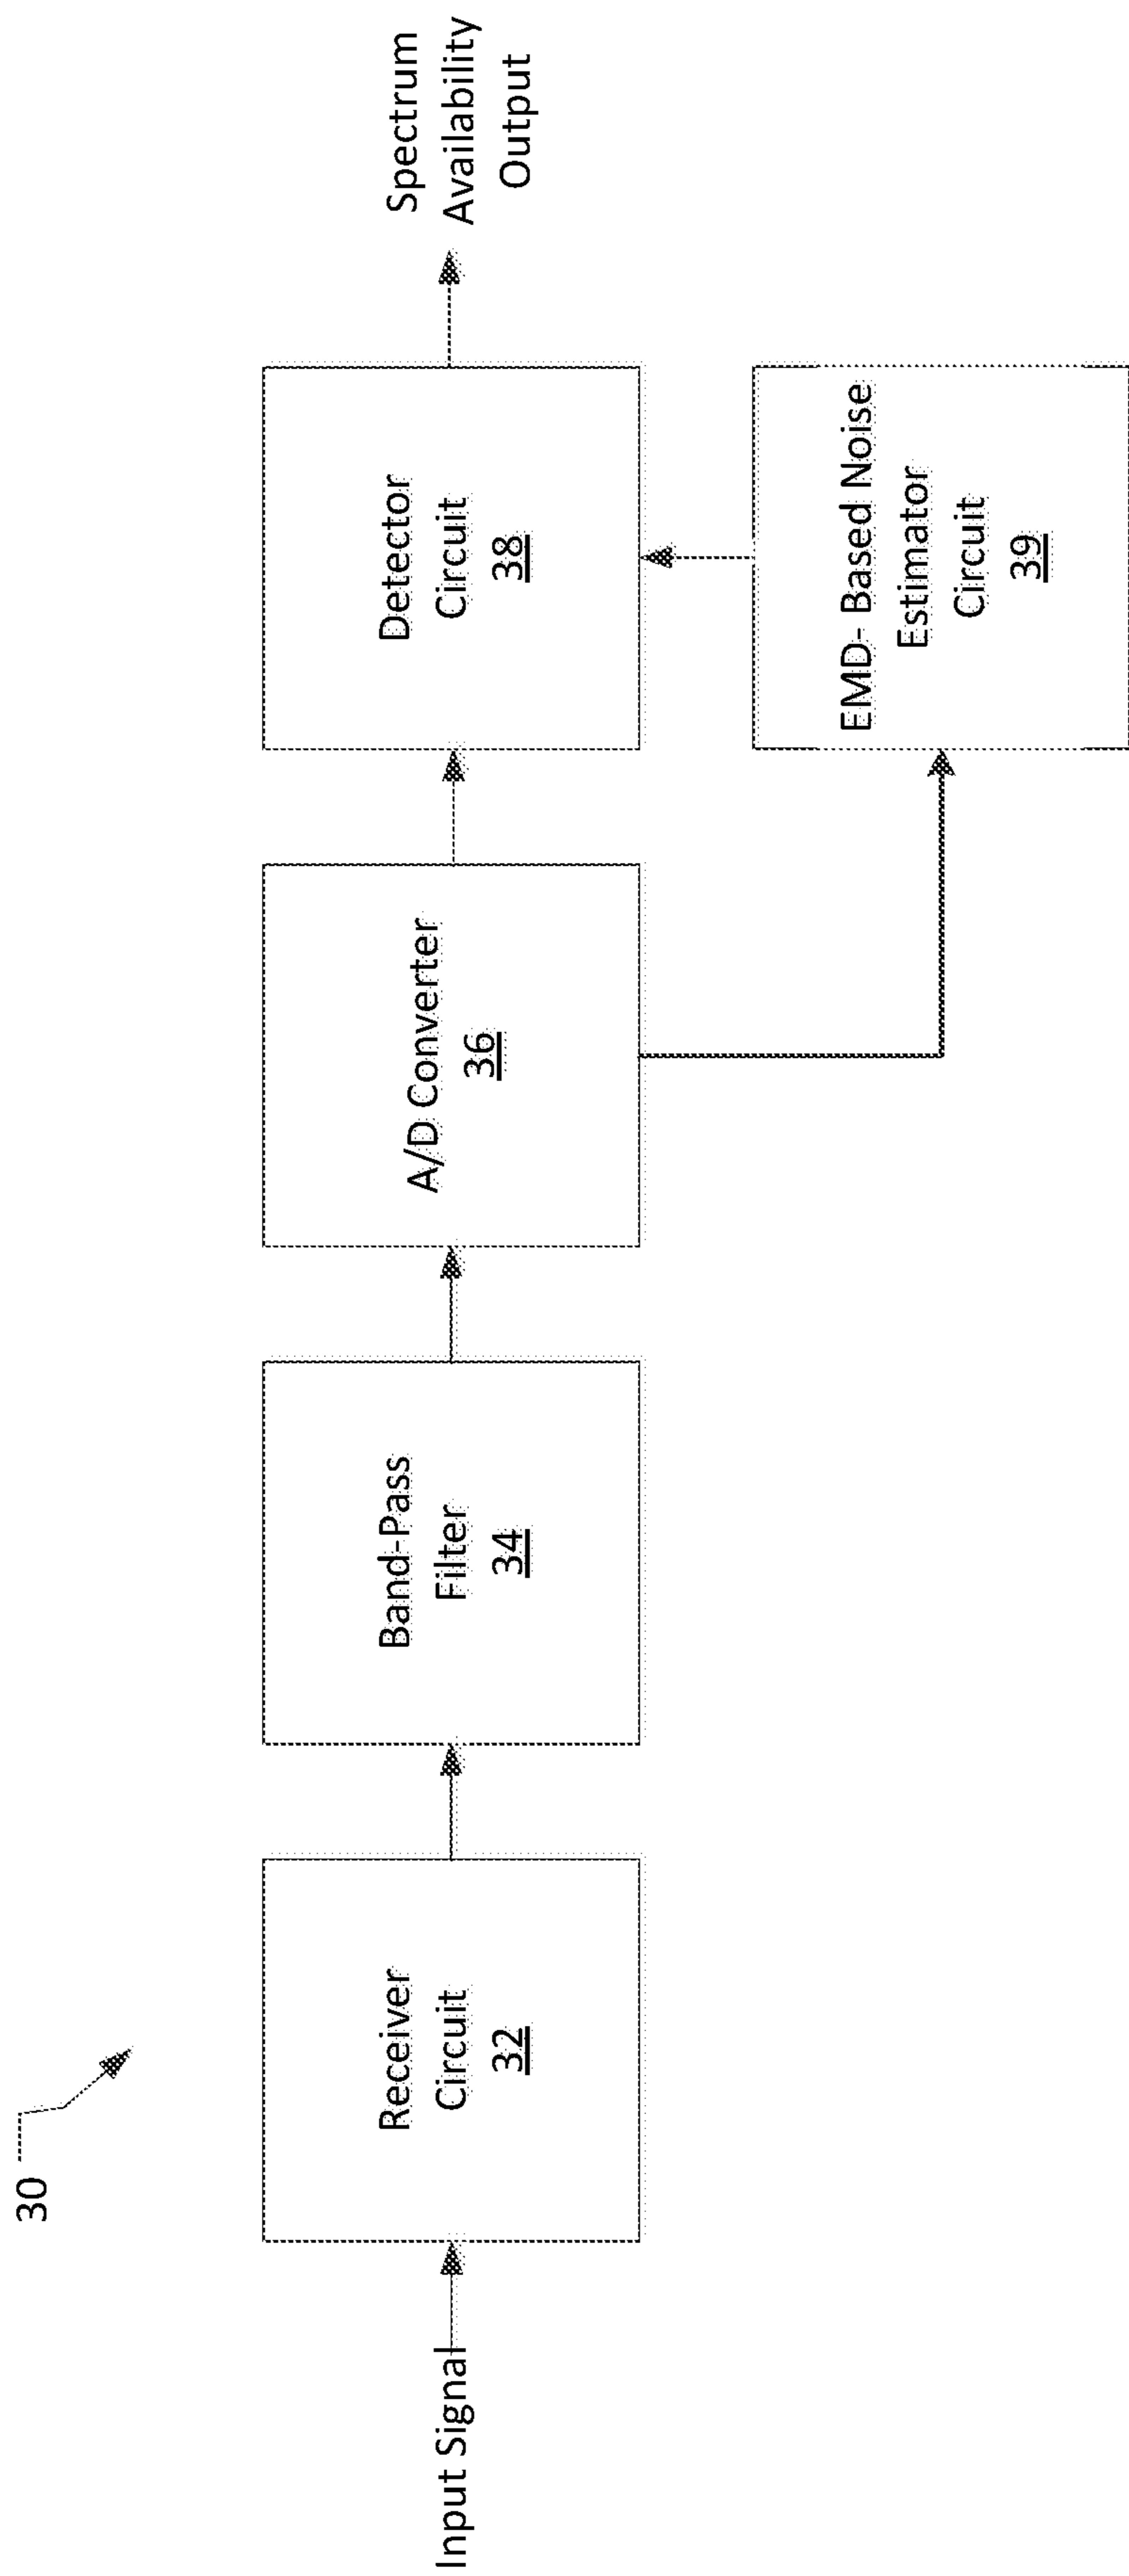 30
Input Signal
Receiver
Circuit
32
Band-Pass
Filter
34
A/D Converter
36
Detector
Circuit
38
Spectrum
Availability
Output
EMD- Based Noise
Estimator
Circuit
39